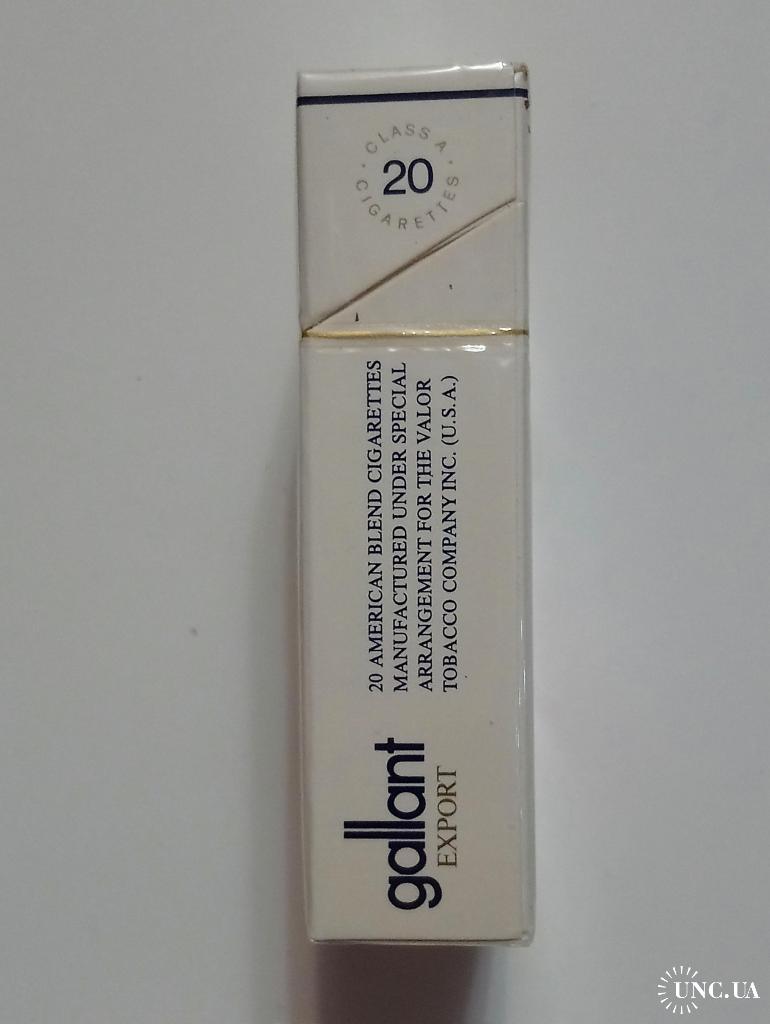 CLASS A
20
CIGARETTES
20 AMERICAN BLEND CIGARETTES
MANUFACTURED UNDER SPECIAL
ARRANGEMENT FOR THE VALOR
TOBACCO COMPANY INC. (U.S.A.)
gallant
EXPORT
UNC.UA